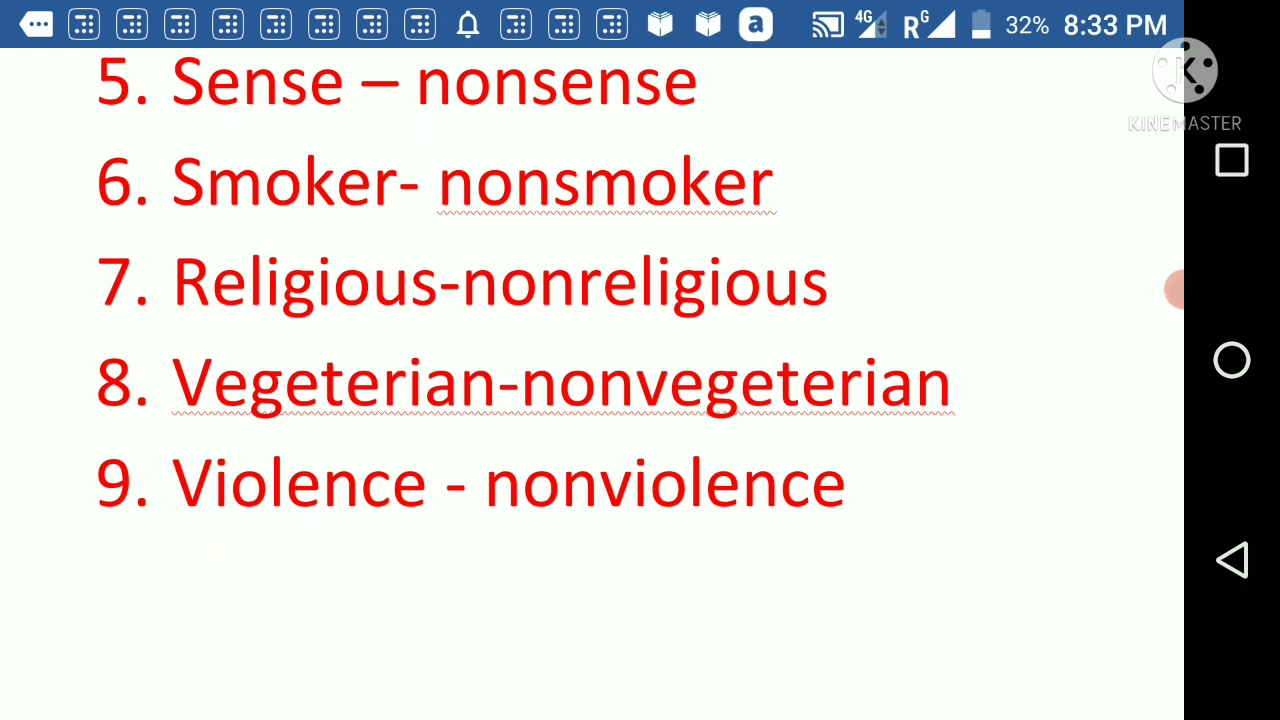 4G R G 32% 8:33 PM
KINEMASTER
5. Sense – nonsense
6. Smoker- nonsmoker
7. Religious-nonreligious
8. Vegeterian-nonvegeterian
9. Violence - nonviolence